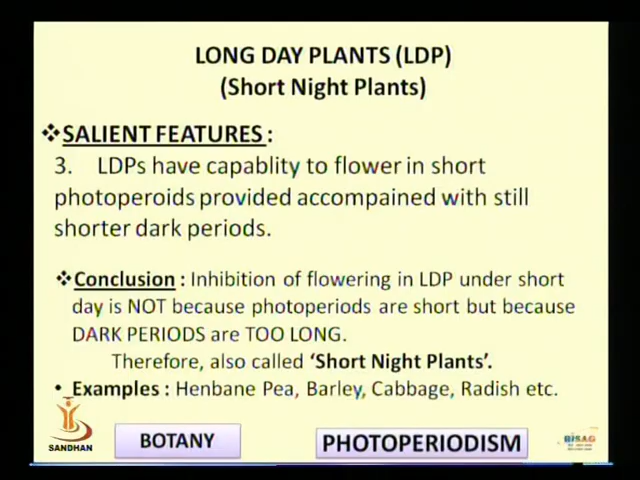 LONG DAY PLANTS (LDP)
(Short Night Plants)
❖SALIENT FEATURES :
3. LDPs have capablity to flower in short
photoperoids provided accompained with still
shorter dark periods.
❖Conclusion : Inhibition of flowering in LDP under short
day is NOT because photoperiods are short but because
DARK PERIODS are TOO LONG.
Therefore, also called ‘Short Night Plants’.
• Examples : Henbane Pea, Barley, Cabbage, Radish etc.
SANDHAN
BOTANY
PHOTOPERIODISM
BISAG